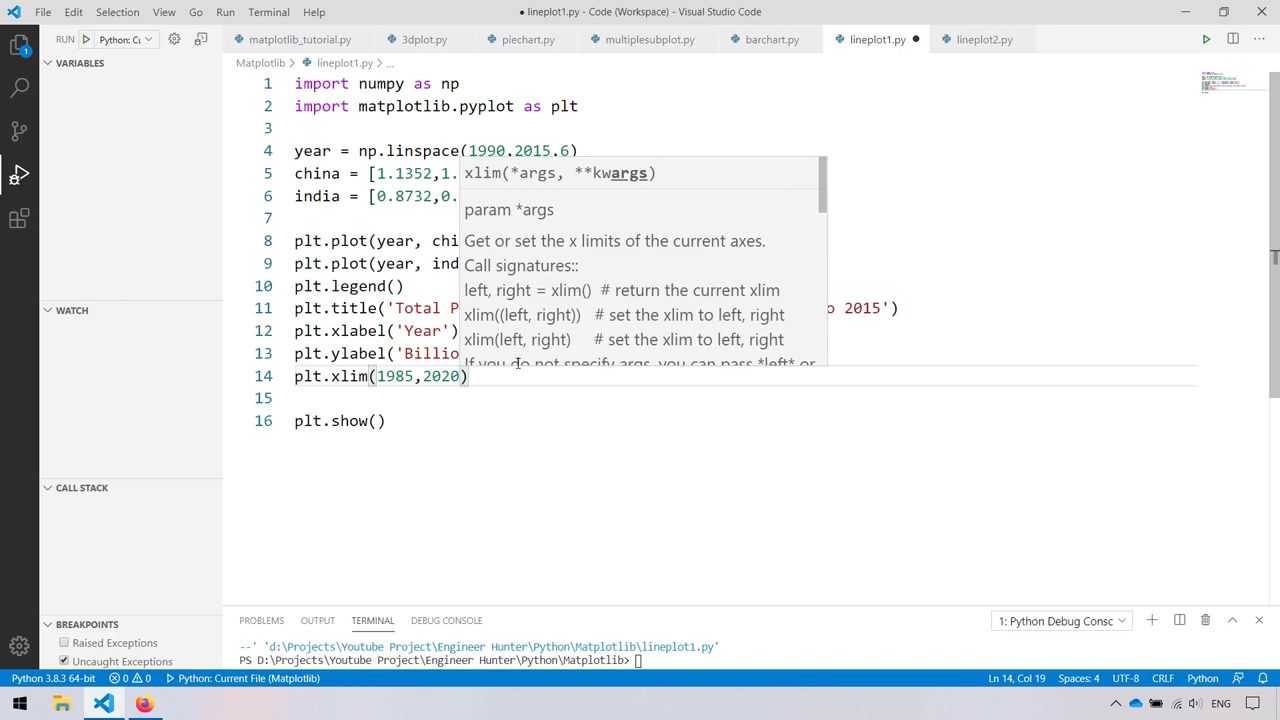 File Edit Selection View Go Run Terminal Help
● lineplot1.py - Code (Workspace) - Visual Studio Code
RUN Python: Cu
matplotlib_tutorial.py 3dplot.py piechart.py multiplesubplot.py barchart.py lineplot1.py lineplot2.py
VARIABLES
Matplotlib > lineplot1.py > ...
1 import numpy as np
2 import matplotlib.pyplot as plt
3
4 year = np.linspace(1990,2015,6)
5 china = [1.1352,1.
6 india = [0.8732,0.
7
8 plt.plot(year, chi
9 plt.plot(year, ind
10 plt.legend()
11 plt.title('Total P o 2015')
12 plt.xlabel('Year')
13 plt.ylabel('Billio
14 plt.xlim(1985,2020)
15
16 plt.show()
xlim(*args, **kwargs)
param *args
Get or set the x limits of the current axes.
Call signatures::
left, right = xlim() # return the current xlim
xlim((left, right)) # set the xlim to left, right
xlim(left, right) # set the xlim to left, right
If you do not specify args, you can pass *left* or
WATCH
CALL STACK
BREAKPOINTS
Raised Exceptions
Uncaught Exceptions
PROBLEMS OUTPUT TERMINAL DEBUG CONSOLE
1: Python Debug Consc
--' 'd:\Projects\Youtube Project\Engineer Hunter\Python\Matplotlib\lineplot1.py'
PS D:\Projects\Youtube Project\Engineer Hunter\Python\Matplotlib>
Python 3.8.3 64-bit 0 0 Python: Current File (Matplotlib) Ln 14, Col 19 Spaces: 4 UTF-8 CRLF Python
ENG